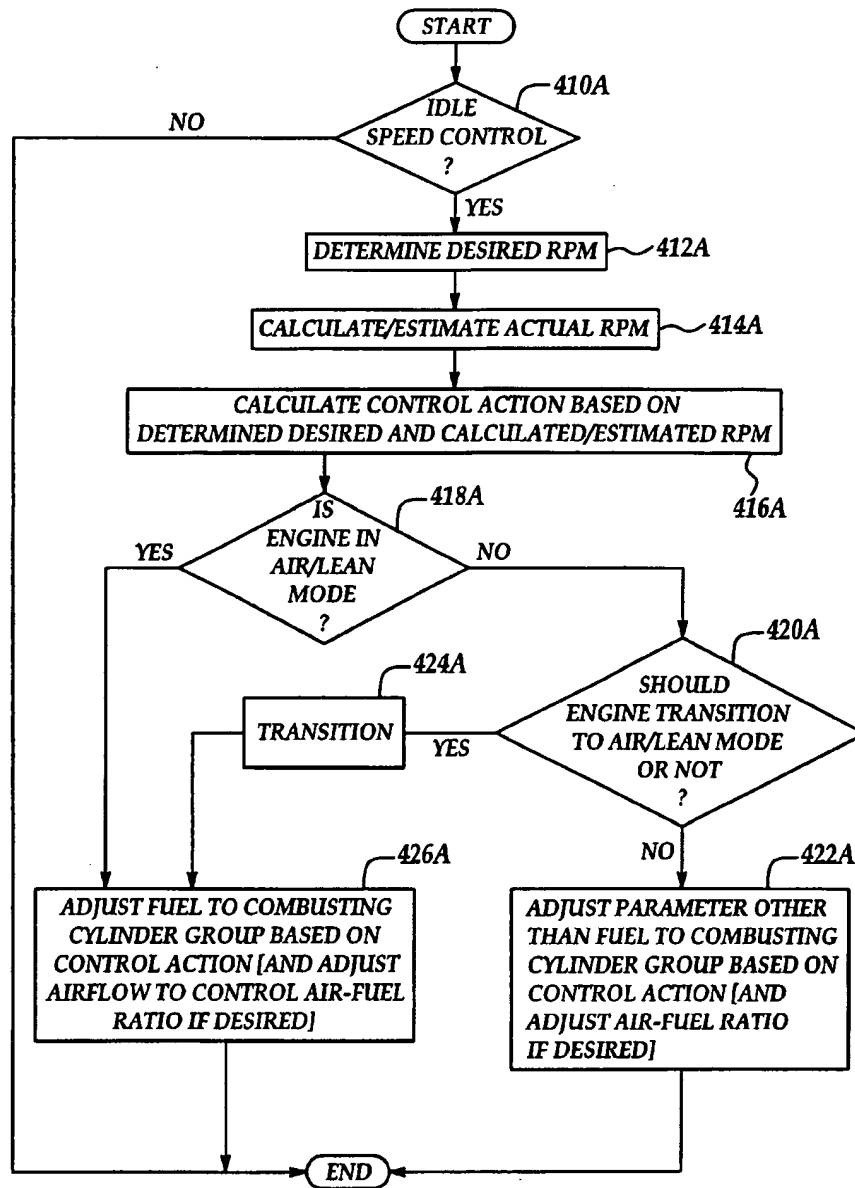 START
410A
NO
IDLE
SPEED CONTROL
?
YES
DETERMINE DESIRED RPM
412A
CALCULATE/ESTIMATE ACTUAL RPM
414A
CALCULATE CONTROL ACTION BASED ON
DETERMINED DESIRED AND CALCULATED/ESTIMATED RPM
416A
418A
IS
ENGINE IN
AIR/LEAN
MODE
?
YES
NO
420A
SHOULD
ENGINE TRANSITION
TO AIR/LEAN MODE
OR NOT
?
424A
TRANSITION
YES
NO
426A
ADJUST FUEL TO COMBUSTING
CYLINDER GROUP BASED ON
CONTROL ACTION [AND ADJUST
AIRFLOW TO CONTROL AIR-FUEL
RATIO IF DESIRED]
422A
ADJUST PARAMETER OTHER
THAN FUEL TO COMBUSTING
CYLINDER GROUP BASED ON
CONTROL ACTION [AND
ADJUST AIR-FUEL RATIO
IF DESIRED]
END